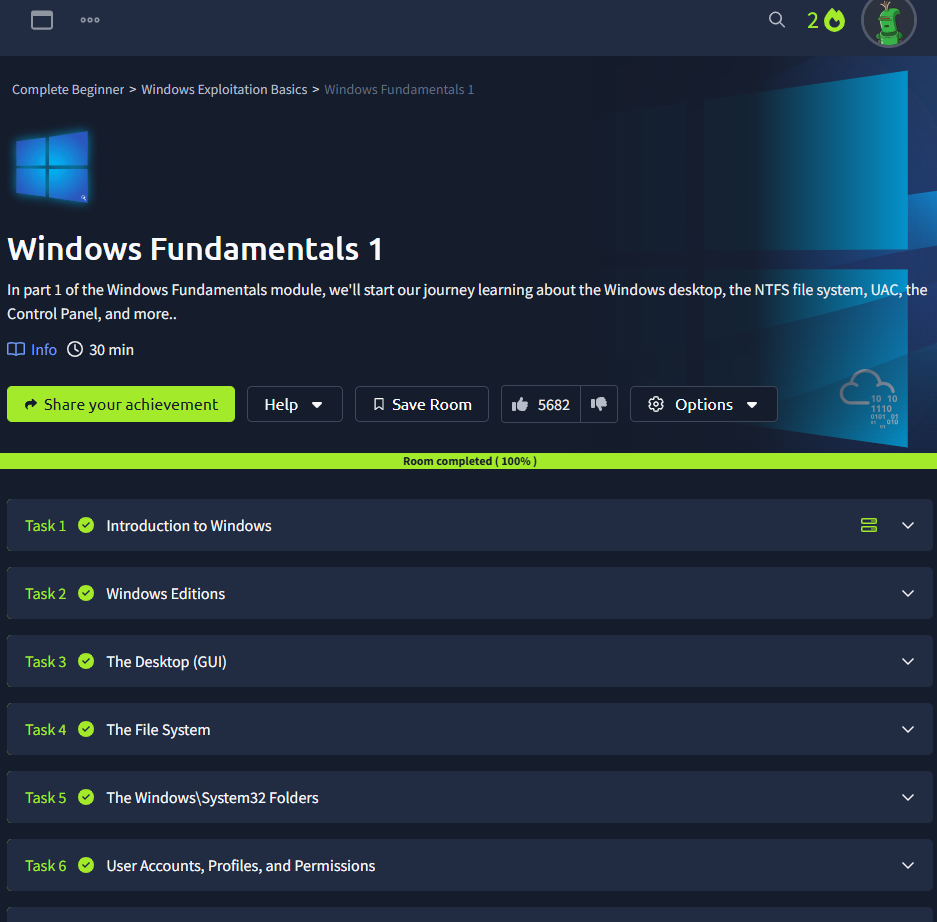 2
Complete Beginner > Windows Exploitation Basics > Windows Fundamentals 1
Windows Fundamentals 1
In part 1 of the Windows Fundamentals module, we'll start our journey learning about the Windows desktop, the NTFS file system, UAC, the
Control Panel, and more..
Info 30 min
Share your achievement Help Save Room 5682 Options
10 10
1110
0101 01
01 010
01
Room completed ( 100% )
Task 1 Introduction to Windows
Task 2 Windows Editions
Task 3 The Desktop (GUI)
Task 4 The File System
Task 5 The Windows\System32 Folders
Task 6 User Accounts, Profiles, and Permissions